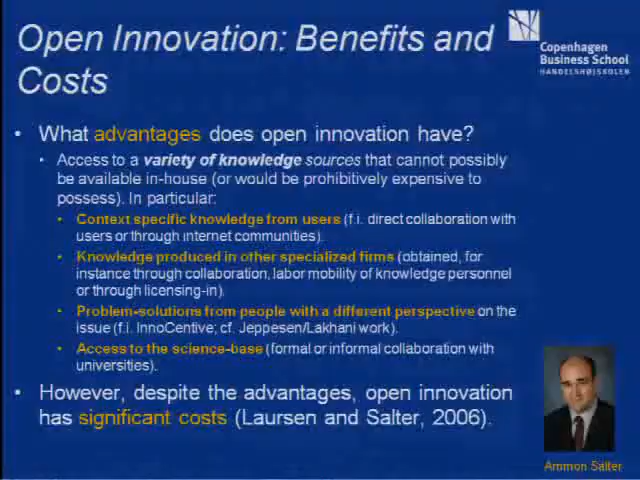 Open Innovation: Benefits and
Costs
Copenhagen
Business School
HANDELSHØJSKOLEN
• What advantages does open innovation have?
• Access to a variety of knowledge sources that cannot possibly
be available in-house (or would be prohibitively expensive to
possess). In particular:
• Context specific knowledge from users (f.i. direct collaboration with
users or through internet communities).
• Knowledge produced in other specialized firms (obtained, for
instance through collaboration, labor mobility of knowledge personnel
or through licensing-in).
• Problem-solutions from people with a different perspective on the
issue (f.i. InnoCentive; cf. Jeppesen/Lakhani work).
• Access to the science-base (formal or informal collaboration with
universities).
• However, despite the advantages, open innovation
has significant costs (Laursen and Salter, 2006).
Ammon Salter